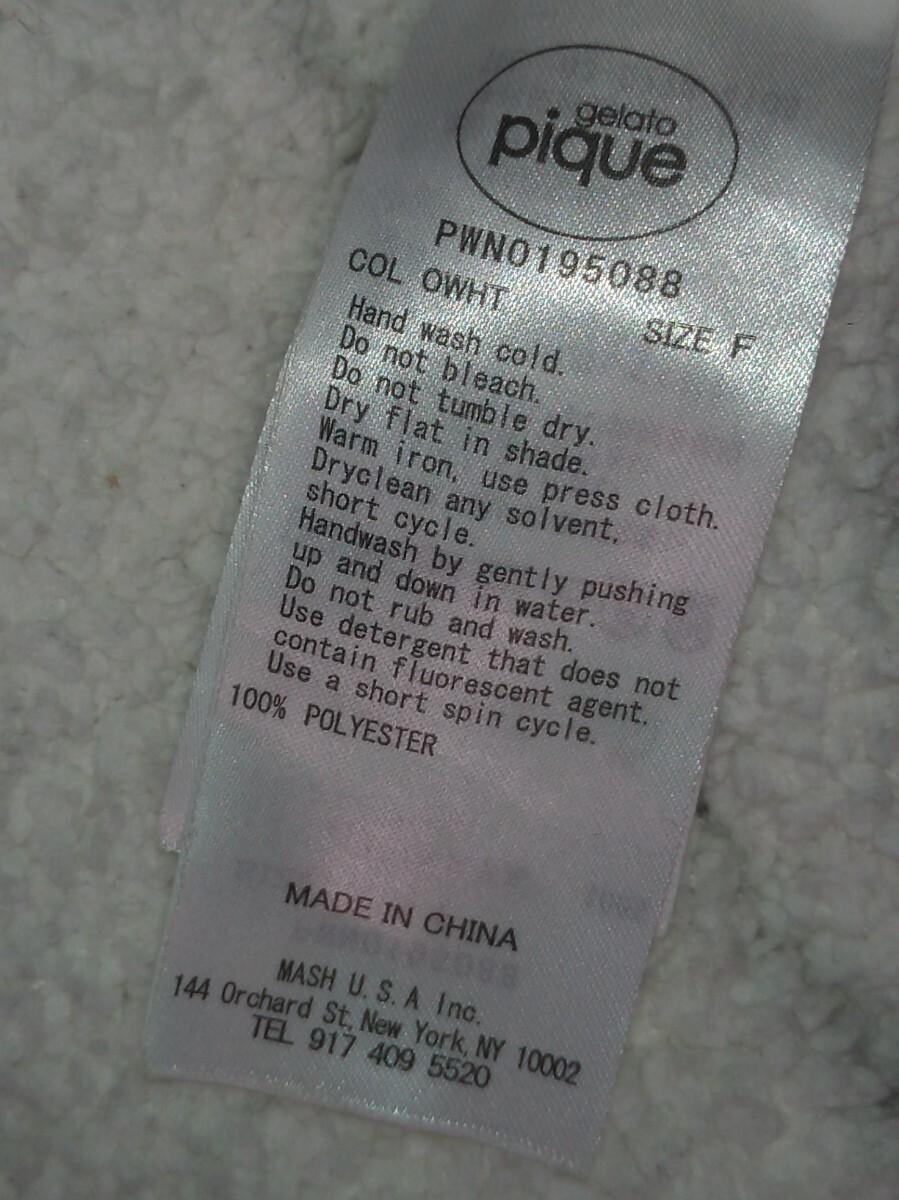 gelato
pique
PWNO195088
COL OWHT SIZE F
Hand wash cold.
Do not bleach.
Do not tumble dry.
Dry flat in shade.
Warm iron, use press cloth.
Dryclean any solvent,
short cycle.
Handwash by gently pushing
up and down in water.
Do not rub and wash.
Use detergent that does not
contain fluorescent agent.
Use a short spin cycle.
100% POLYESTER
MADE IN CHINA
MASH U.S.A Inc.
144 Orchard St, New York, NY 10002
TEL 917 409 5520